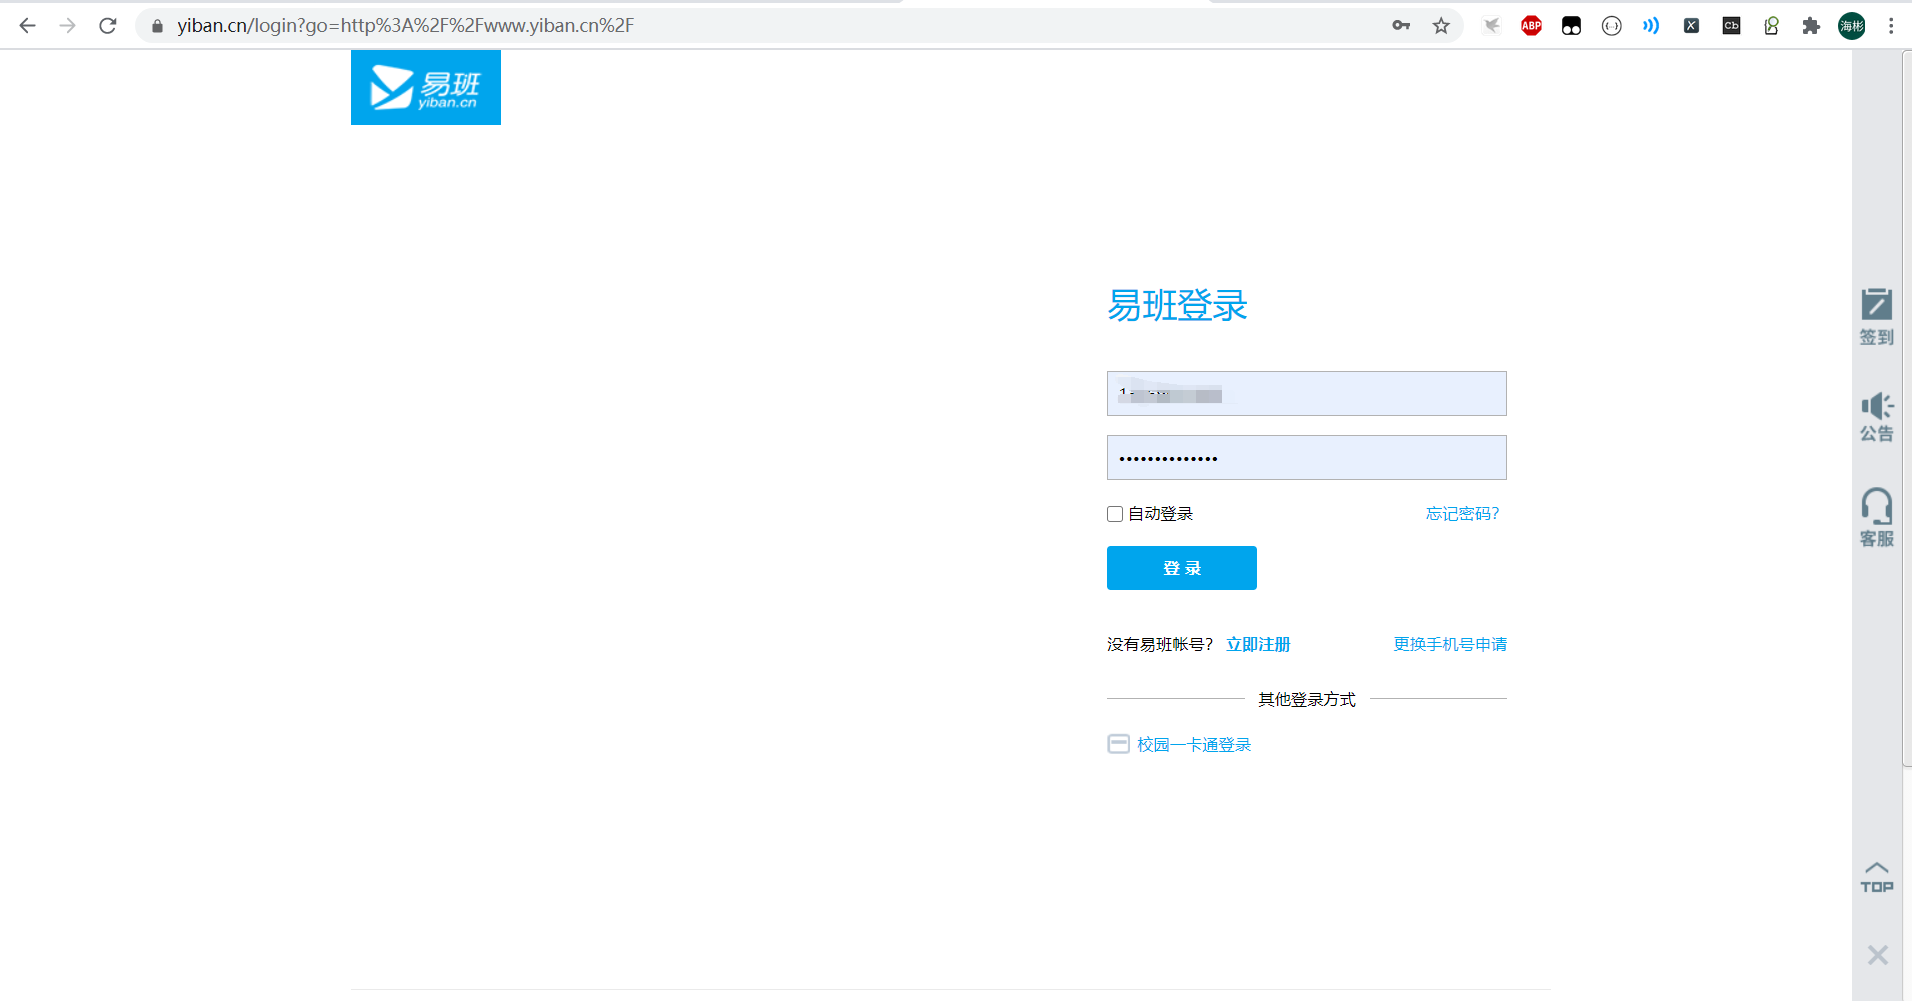 yiban.cn/login?go=http%3A%2F%2Fwww.yiban.cn%2F
ABP
Cb
海彬
易班
yiban.cn
易班登录
••••••••••••••
自动登录
忘记密码?
登 录
没有易班帐号? 立即注册
更换手机号申请
其他登录方式
校园一卡通登录
签到
公告
客服
TOP